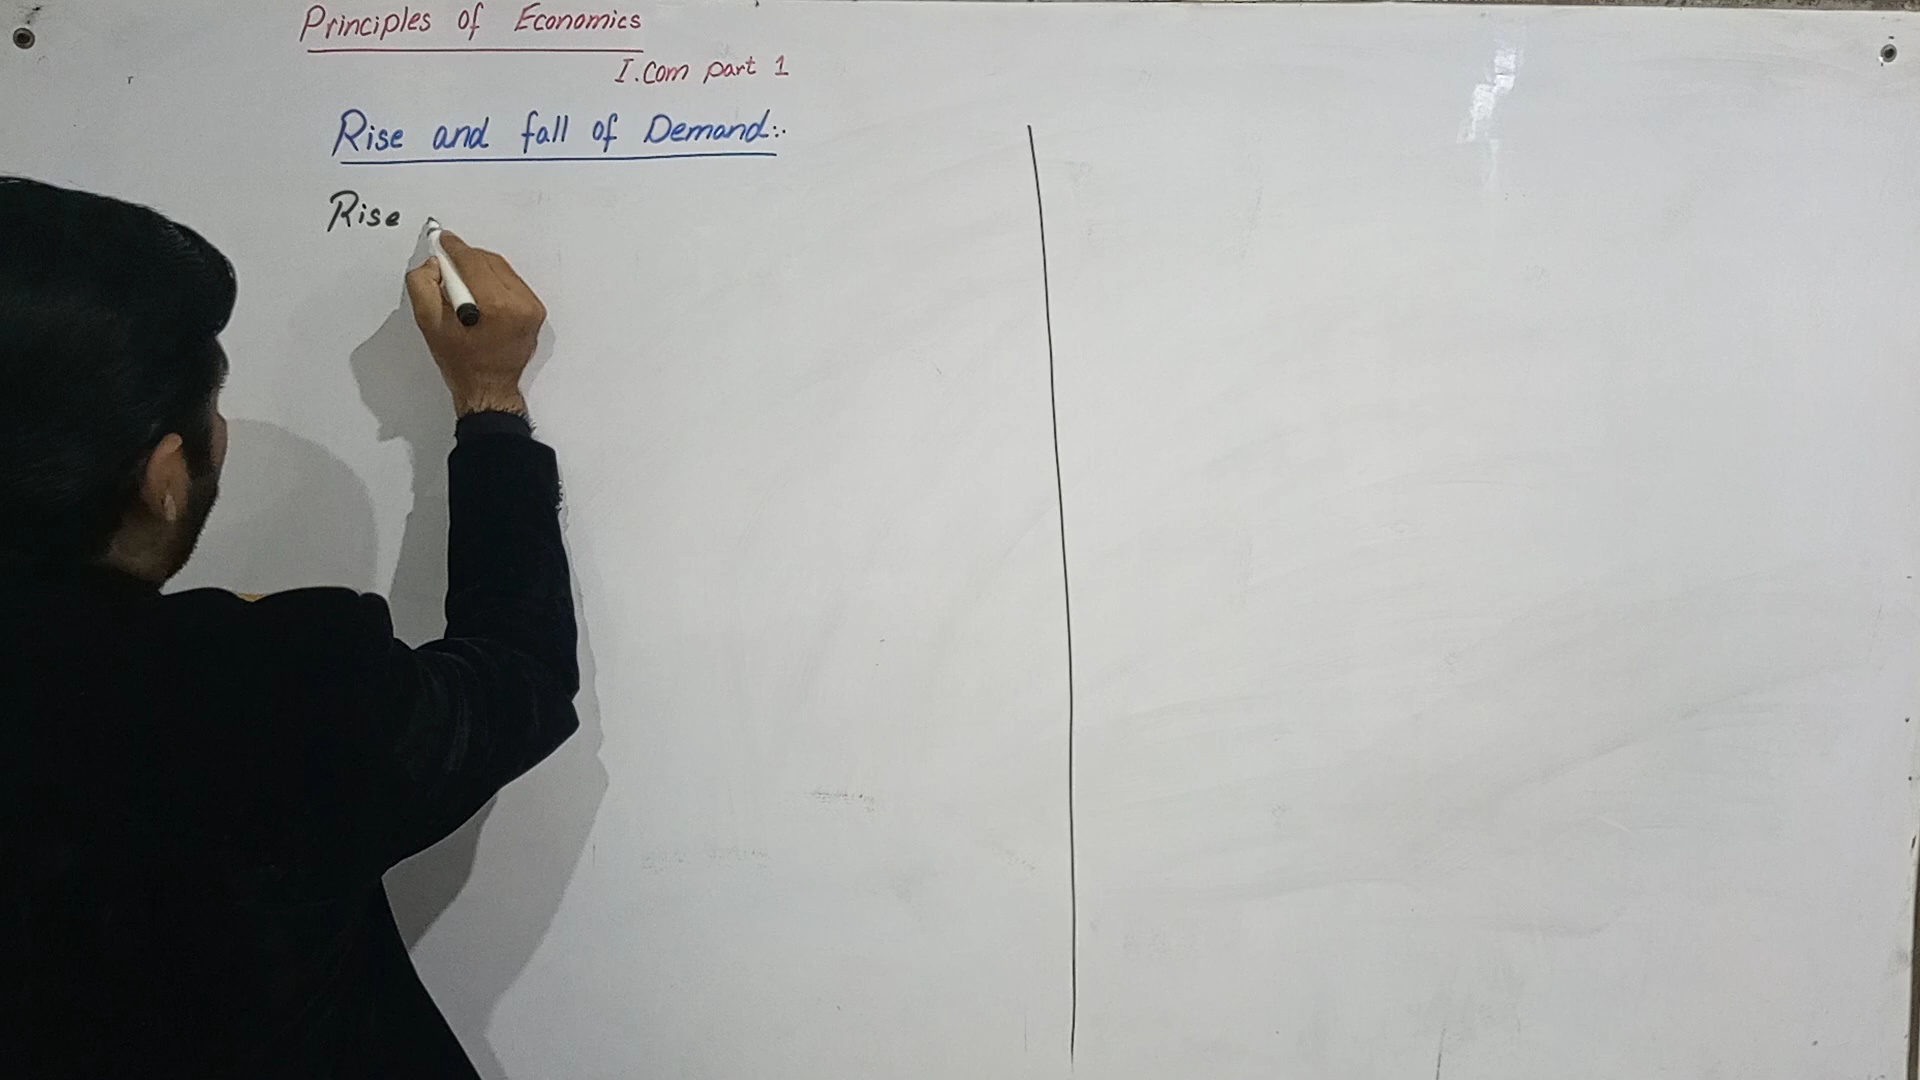 Principles of Economics
I.Com part 1
Rise and fall of Demand:.
Rise